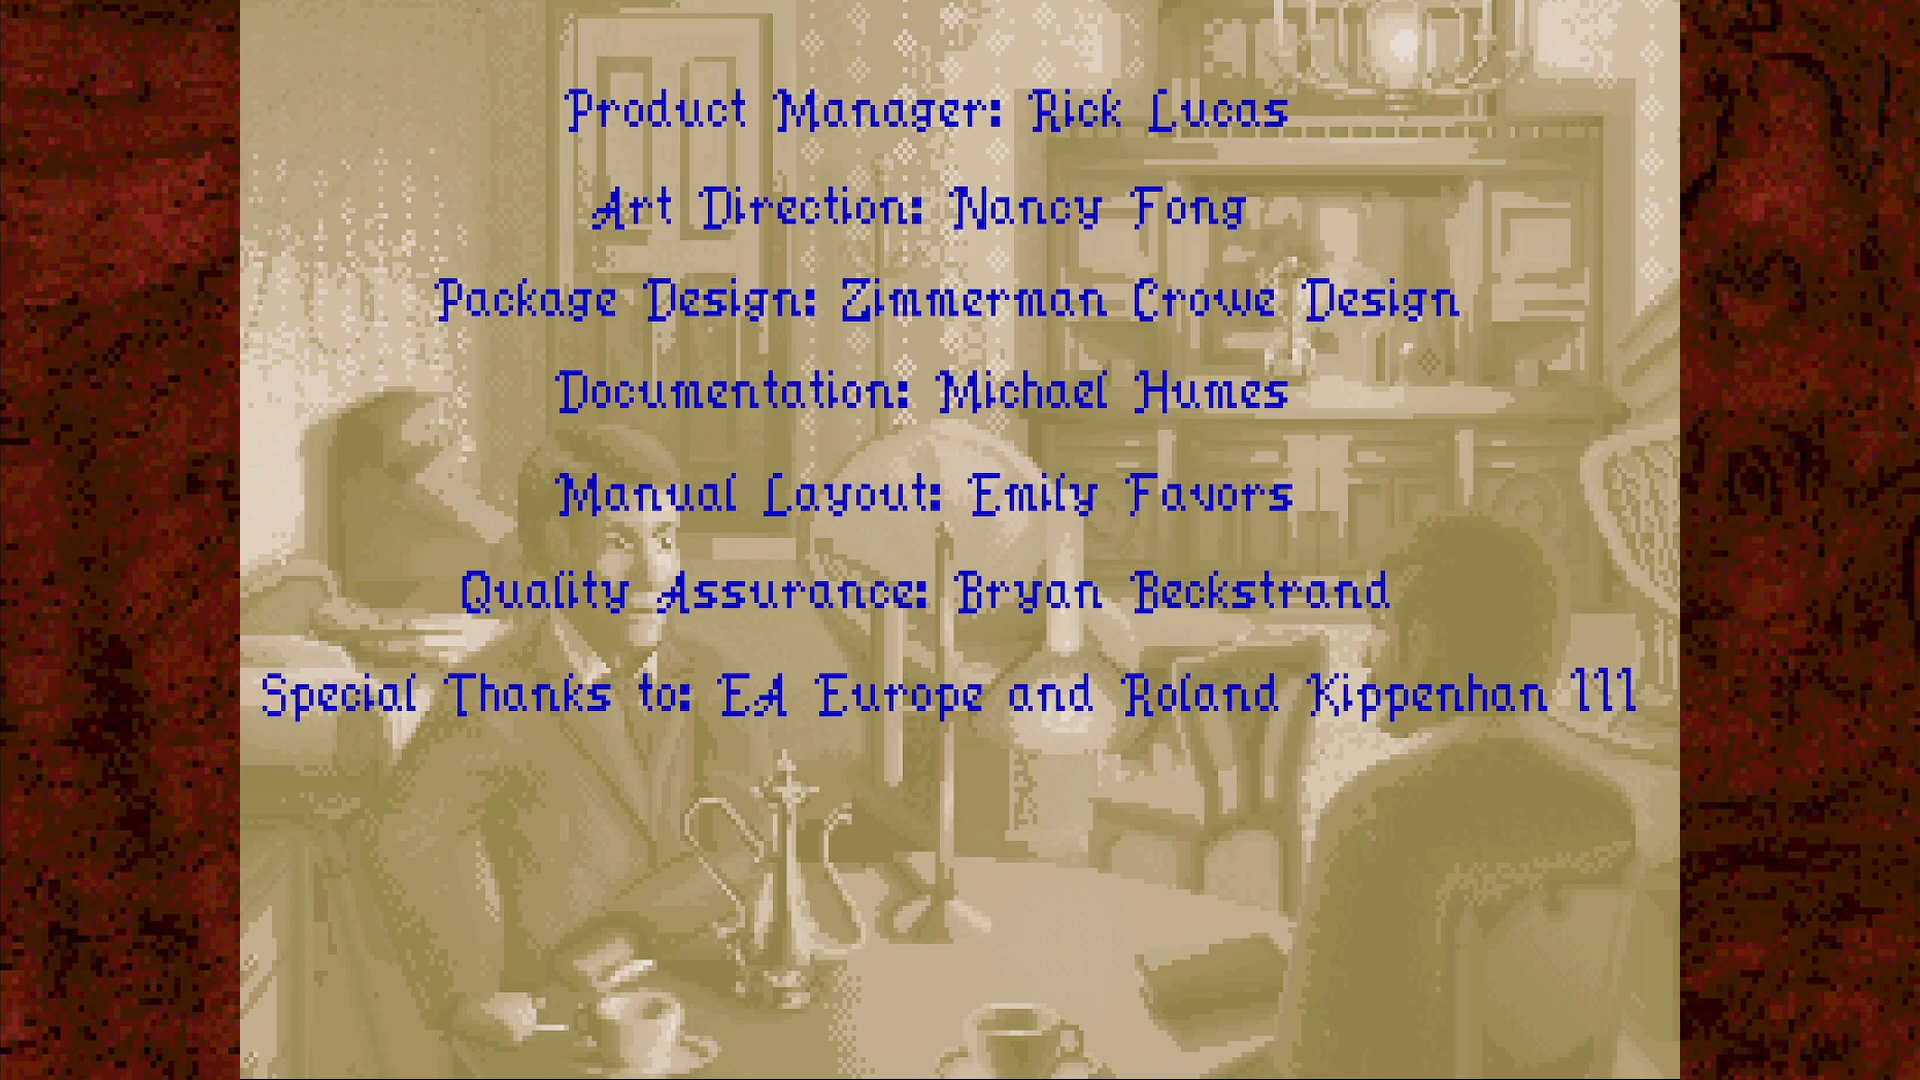 Product Manager: Rick Lucas
Art Direction: Nancy Fong
Package Design: Zimmerman Crowe Design
Documentation: Michael Humes
Manual Layout: Emily Favors
Quality Assurance: Bryan Beckstrand
Special Thanks to: EA Europe and Roland Kippenhan III